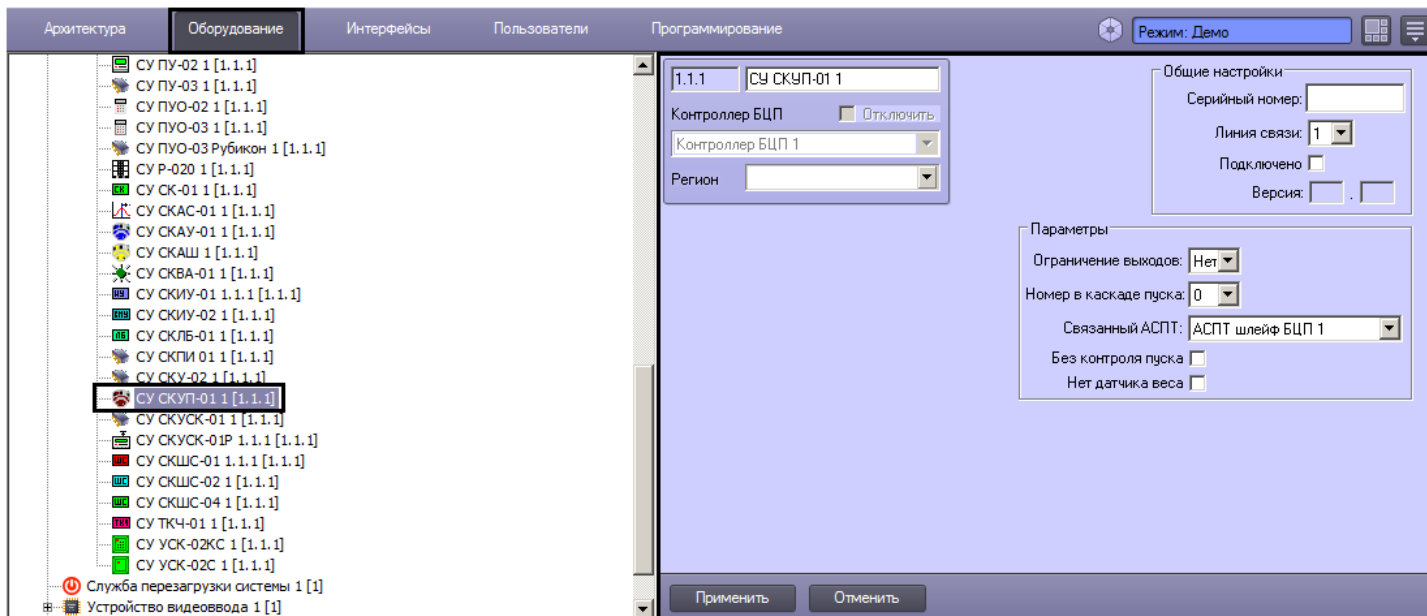 Архитектура Оборудование Интерфейсы Пользователи Программирование Режим: Демо
СУ ПУ-02 1 [1.1.1]
СУ ПУ-03 1 [1.1.1]
СУ ПУО-02 1 [1.1.1]
СУ ПУО-03 1 [1.1.1]
СУ ПУО-03 Рубикон 1 [1.1.1]
СУ Р-020 1 [1.1.1]
СК СУ СК-01 1 [1.1.1]
СУ СКАС-01 1 [1.1.1]
СУ СКАУ-01 1 [1.1.1]
СУ СКАШ 1 [1.1.1]
СУ СКВА-01 1 [1.1.1]
ИУ СУ СКИУ-01 1.1.1 [1.1.1]
СУ СКИУ-02 1 [1.1.1]
ЛБ СУ СКЛБ-01 1 [1.1.1]
СУ СКПИ 01 1 [1.1.1]
СУ СКУ-02 1 [1.1.1]
СУ СКУП-01 1 [1.1.1]
СУ СКУСК-01 1 [1.1.1]
СУ СКУСК-01Р 1.1.1 [1.1.1]
ШС СУ СКШС-01 1.1.1 [1.1.1]
ШС СУ СКШС-02 1 [1.1.1]
ШС СУ СКШС-04 1 [1.1.1]
ТКЧ СУ ТКЧ-01 1 [1.1.1]
СУ УСК-02КС 1 [1.1.1]
СУ УСК-02С 1 [1.1.1]
Служба перезагрузки системы 1 [1]
Устройство видеоввода 1 [1]
1.1.1 СУ СКУП-01 1
Контроллер БЦП Отключить
Контроллер БЦП 1
Регион
Общие настройки
Серийный номер:
Линия связи: 1
Подключено
Версия: .
Параметры
Ограничение выходов: Нет
Номер в каскаде пуска: 0
Связанный АСПТ: АСПТ шлейф БЦП 1
Без контроля пуска
Нет датчика веса
Применить Отменить